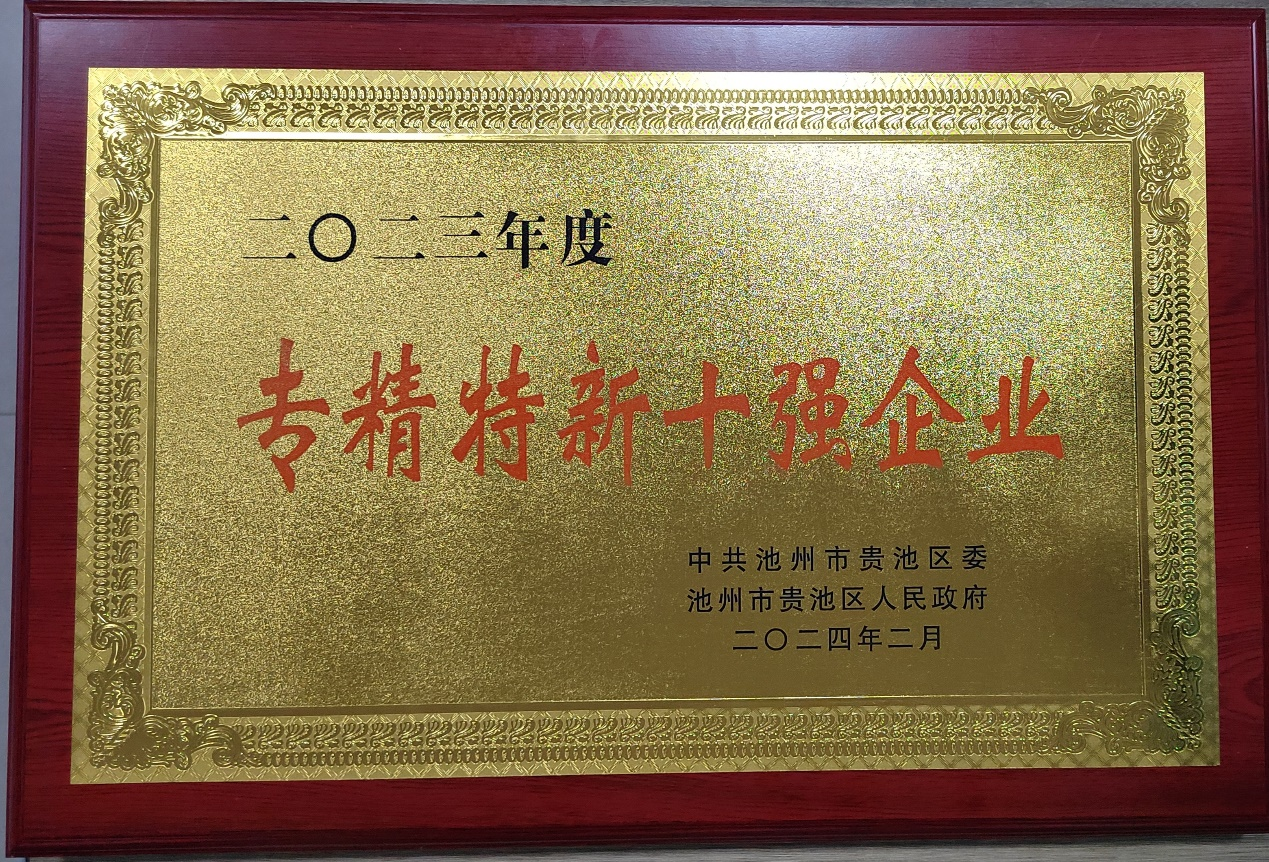 二〇二三年度
专精特新十强企业
中共池州市贵池区委
池州市贵池区人民政府
二〇二四年二月